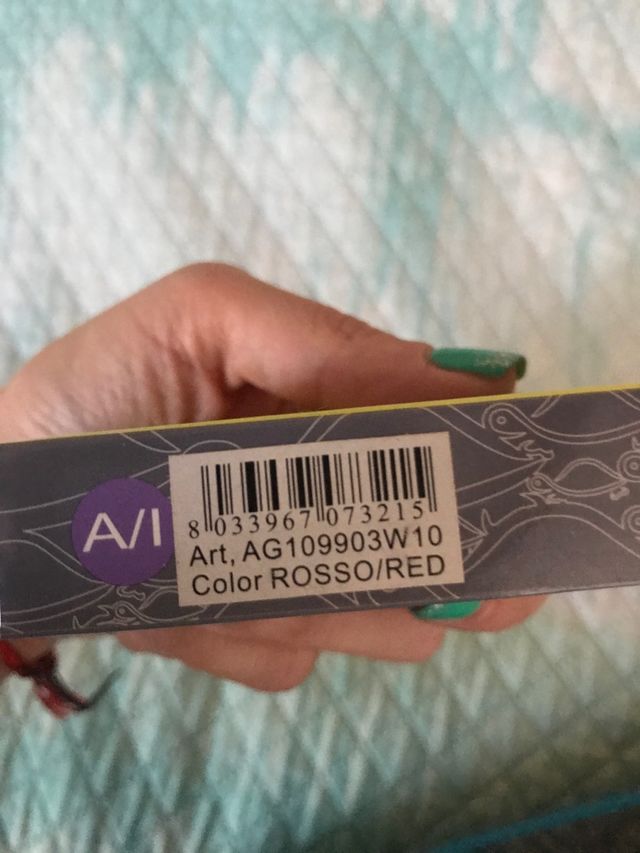 A/I
8 033967 073215
Art, AG109903W10
Color ROSSO/RED